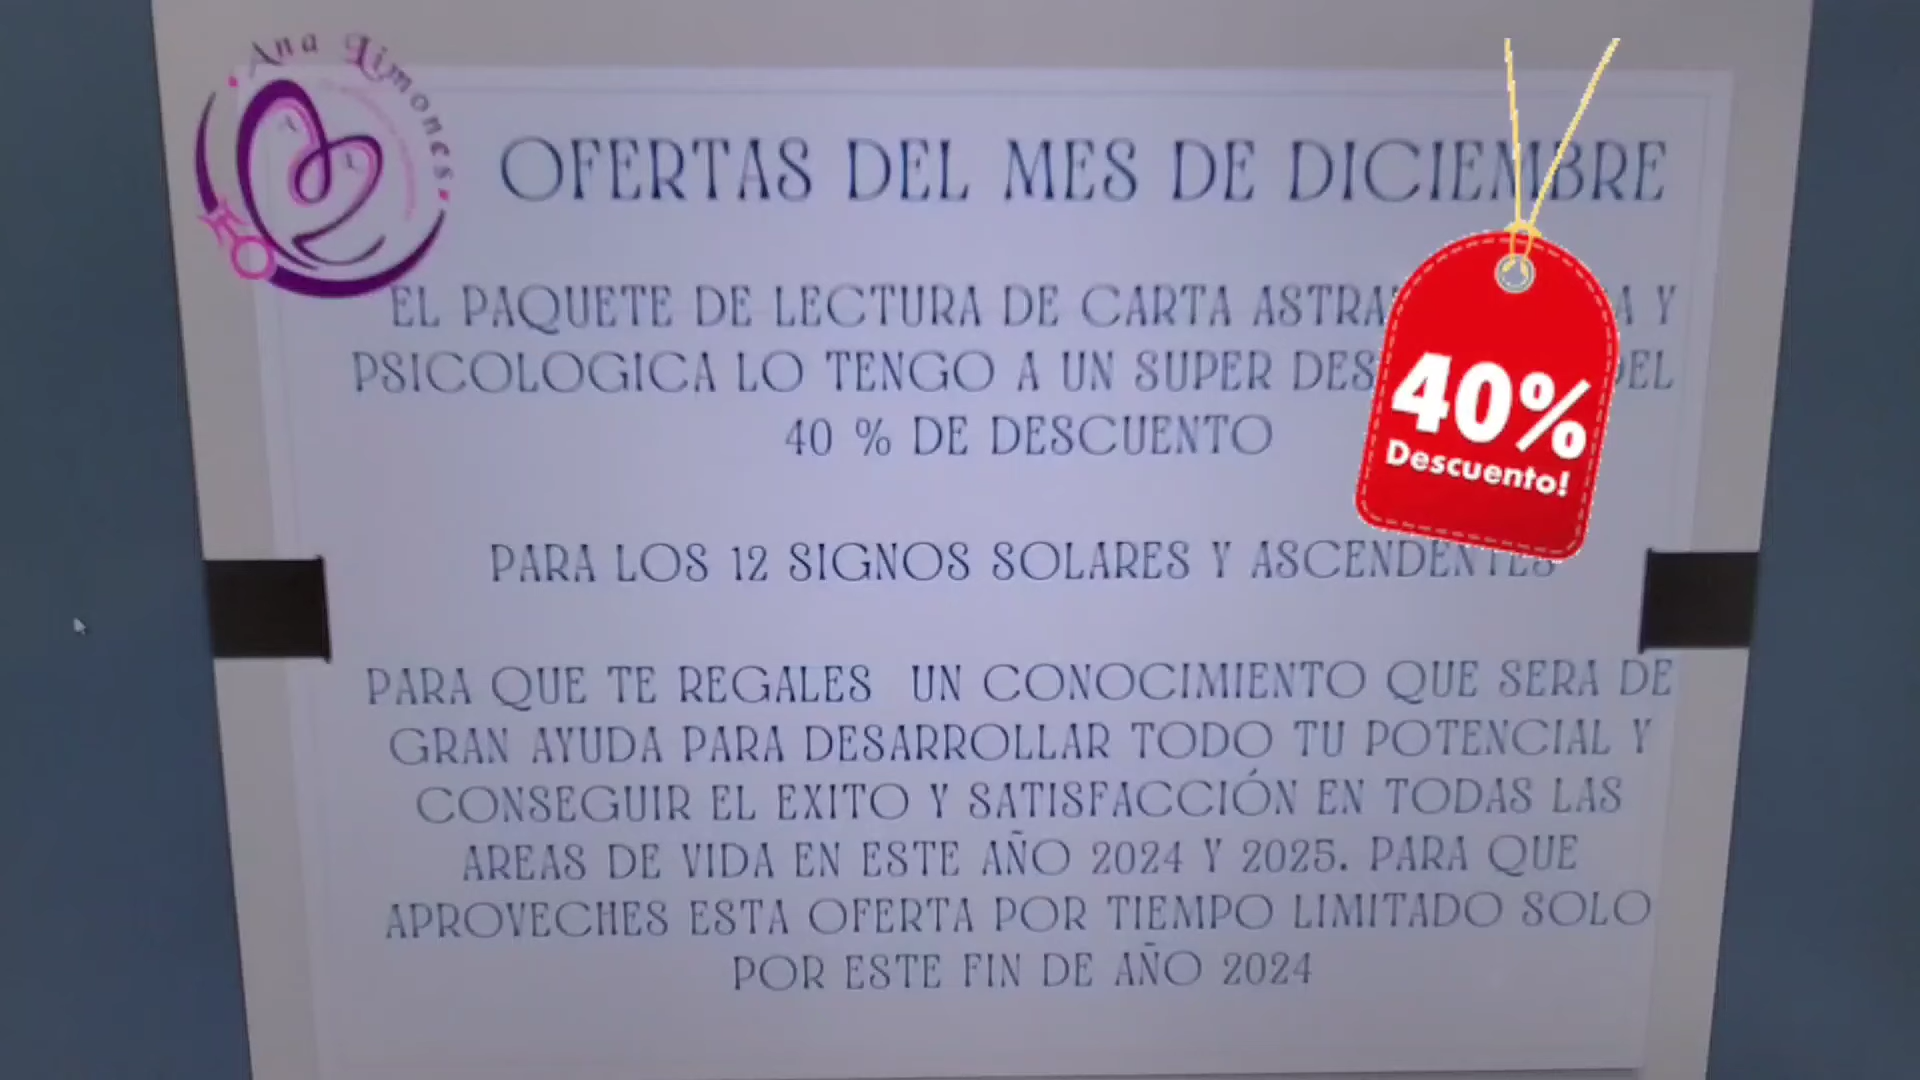 Ana Limones
OFERTAS DEL MES DE DICIEMBRE
EL PAQUETE DE LECTURA DE CARTA Y
PSICOLOGICA LO TENGO A UN SUPER DEL
40 % DE DESCUENTO
40%
Descuento!
PARA LOS 12 SIGNOS SOLARES Y ASCENDENTES
PARA QUE TE REGALES UN CONOCIMIENTO QUE SERA DE
GRAN AYUDA PARA DESARROLLAR TODO TU POTENCIAL Y
CONSEGUIR EL EXITO Y SATISFACCIÓN EN TODAS LAS
AREAS DE VIDA EN ESTE AÑO 2024 Y 2025. PARA QUE
APROVECHES ESTA OFERTA POR TIEMPO LIMITADO SOLO
POR ESTE FIN DE AÑO 2024